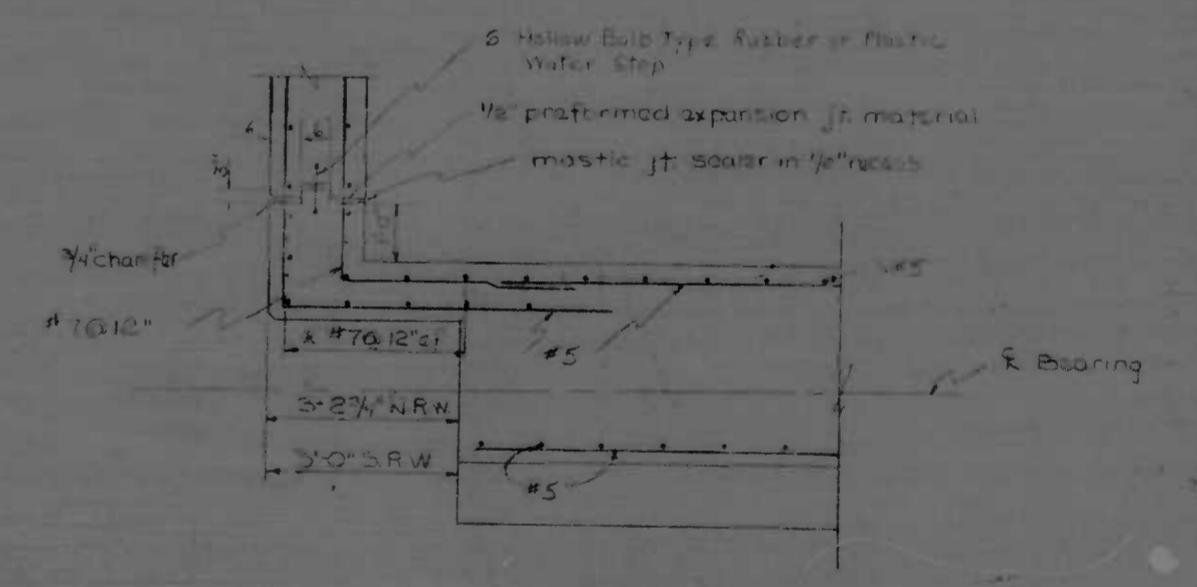 Hollow Bulb Type Rubber or Plastic
Water Stop
1/2" preformed expansion jt. material
mastic jt. sealer in 1/2" recess
6
3/4" chamfer
#5
7@12"
* #7@12"
#5
℄ Bearing
3-2 3/4" N.R.W.
3'-0" S.R.W
#5